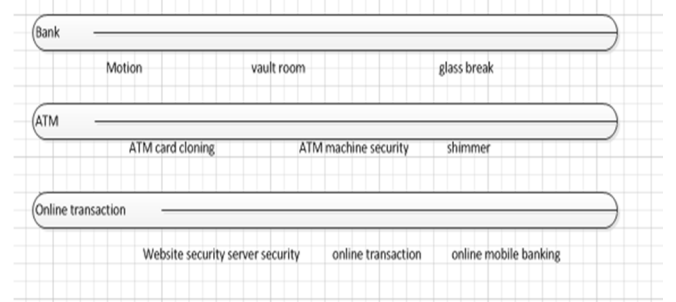 Bank
Motion vault room glass break
ATM
ATM card cloning ATM machine security shimmer
Online transaction
Website security server security online transaction online mobile banking